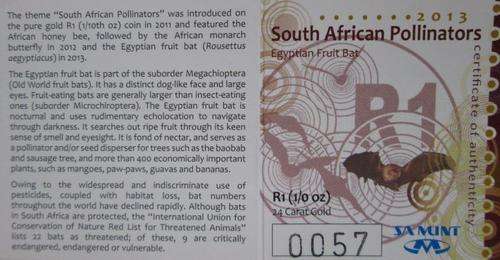 The theme "South African Pollinators" was introduced on
the pure gold R1 (1/10th oz) coin in 2011 and featured the
African honey bee, followed by the African monarch
butterfly in 2012 and the Egyptian fruit bat (Rousettus
aegyptiacus) in 2013.
The Egyptian fruit bat is part of the suborder Megachioptera
(Old World fruit bats). It has a distinct dog-like face and large
eyes. Fruit-eating bats are generally larger than insect-eating
ones (suborder Microchiroptera). The Egyptian fruit bat is
nocturnal and uses rudimentary echolocation to navigate
through darkness. It searches out ripe fruit through its keen
sense of smell and eyesight. It is fond of nectar, and serves as
a pollinator and/or seed disperser for trees such as the baobab
and sausage tree, and more than 400 economically important
plants, such as mangoes, paw-paws, guavas and bananas.
Owing to the widespread and indiscriminate use of
pesticides, coupled with habitat loss, bat numbers
throughout the world have declined rapidly. Although bats
in South Africa are protected, the "International Union for
Conservation of Nature Red List for Threatened Animals"
lists 22 bats as threatened; of these, 9 are critically
endangered, endangered or vulnerable.
2013
South African Pollinators
Egyptian Fruit Bat
certificate of authenticity
R1
R1 (1/10 oz)
24 Carat Gold
0057
SA MINT